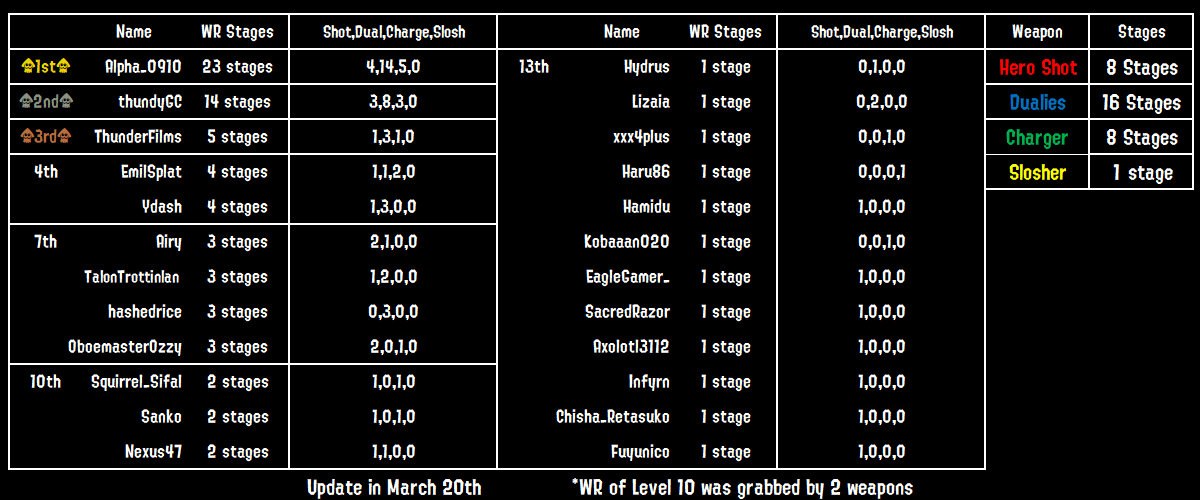 Name WR Stages Shot,Dual,Charge,Slosh Name WR Stages Shot,Dual,Charge,Slosh Weapon Stages
1st Alpha_0910 23 stages 4,14,5,0 13th Hydrus 1 stage 0,1,0,0 Hero Shot 8 Stages
2nd thundyGC 14 stages 3,8,3,0 Lizaia 1 stage 0,2,0,0 Dualies 16 Stages
3rd ThunderFilms 5 stages 1,3,1,0 xxx4plus 1 stage 0,0,1,0 Charger 8 Stages
4th EmilSplat 4 stages 1,1,2,0 Haru86 1 stage 0,0,0,1 Slosher 1 stage
Ydash 4 stages 1,3,0,0 Hamidu 1 stage 1,0,0,0
7th Airy 3 stages 2,1,0,0 Kobaaan020 1 stage 0,0,1,0
TalonTrottinlan 3 stages 1,2,0,0 EagleGamer_ 1 stage 1,0,0,0
hashedrice 3 stages 0,3,0,0 SacredRazor 1 stage 1,0,0,0
OboemasterOzzy 3 stages 2,0,1,0 Axolotl3112 1 stage 1,0,0,0
10th Squirrel_Sifal 2 stages 1,0,1,0 Infyrn 1 stage 1,0,0,0
Sanko 2 stages 1,0,1,0 Chisha_Retasuko 1 stage 1,0,0,0
Nexus47 2 stages 1,1,0,0 Fuyunico 1 stage 1,0,0,0
Update in March 20th *WR of Level 10 was grabbed by 2 weapons